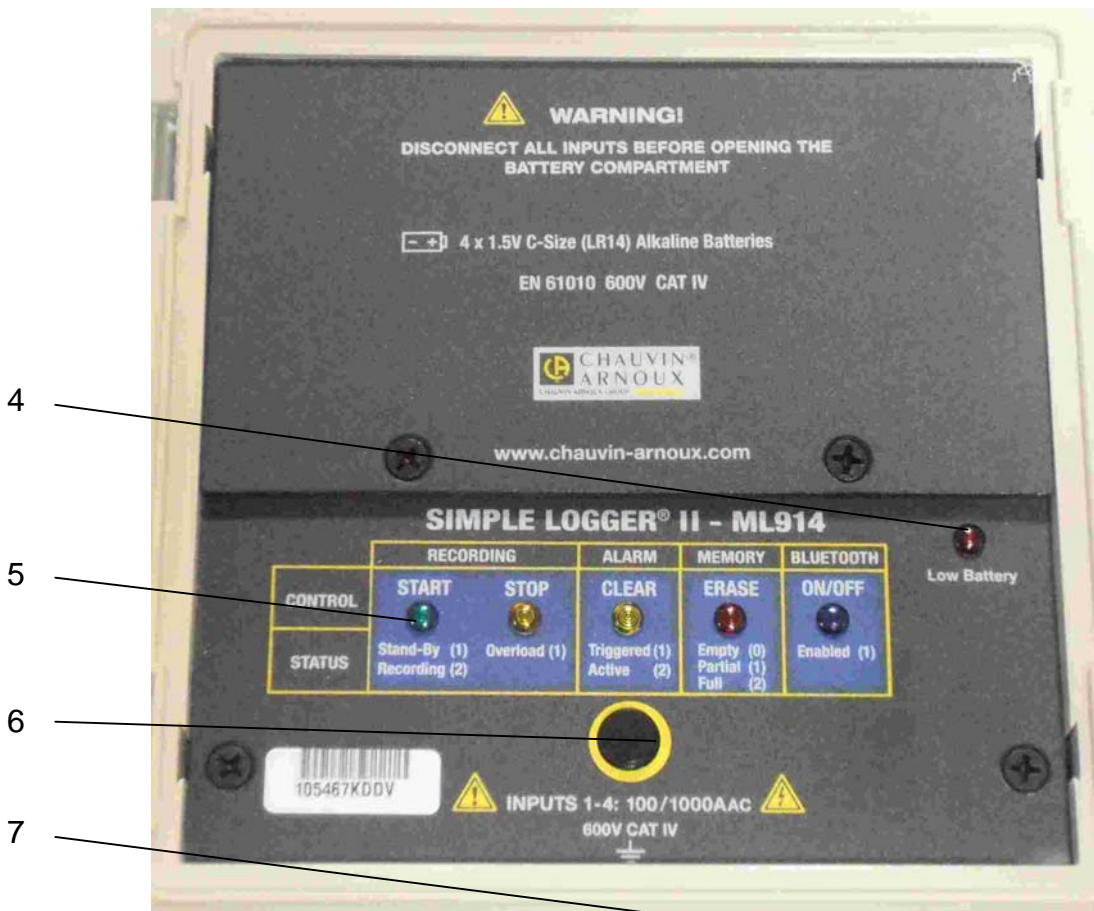 WARNING!
DISCONNECT ALL INPUTS BEFORE OPENING THE
BATTERY COMPARTMENT
- + 4 x 1.5V C-Size (LR14) Alkaline Batteries
EN 61010 600V CAT IV
CHAUVIN®
ARNOUX
CHAUVIN ARNOUX GROUP
www.chauvin-arnoux.com
4
SIMPLE LOGGER® II - ML914
Low Battery
RECORDING ALARM MEMORY BLUETOOTH
5
CONTROL START STOP CLEAR ERASE ON/OFF
STATUS Stand-By (1) Overload (1) Triggered (1) Empty (0) Enabled (1)
Recording (2) Active (2) Partial (1)
Full (2)
6
105467KDDV
INPUTS 1-4: 100/1000AAC
600V CAT IV
7